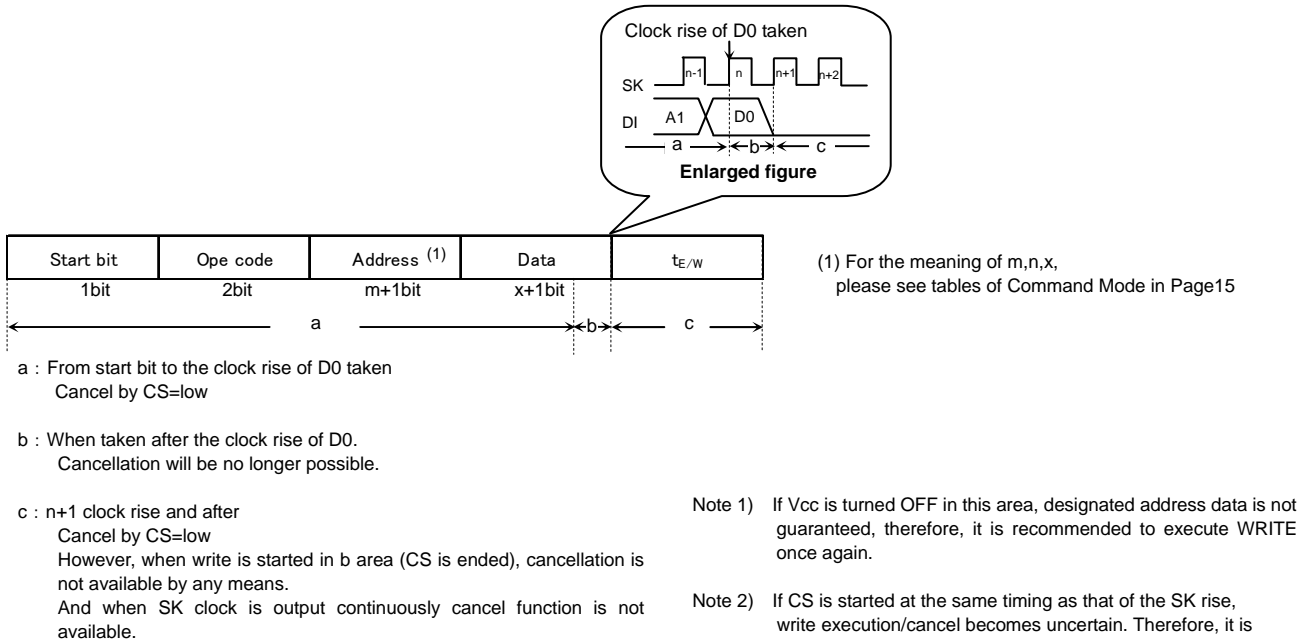 Clock rise of D0 taken
n-1 n n+1 n+2
SK
DI A1 D0
a b c
Enlarged figure
Start bit Ope code Address (1) Data tE/W
1bit 2bit m+1bit x+1bit
a b c
(1) For the meaning of m,n,x,
please see tables of Command Mode in Page15
a : From start bit to the clock rise of D0 taken
Cancel by CS=low
b : When taken after the clock rise of D0.
Cancellation will be no longer possible.
c : n+1 clock rise and after
Cancel by CS=low
However, when write is started in b area (CS is ended), cancellation is
not available by any means.
And when SK clock is output continuously cancel function is not
available.
Note 1) If Vcc is turned OFF in this area, designated address data is not
guaranteed, therefore, it is recommended to execute WRITE
once again.
Note 2) If CS is started at the same timing as that of the SK rise,
write execution/cancel becomes uncertain. Therefore, it is